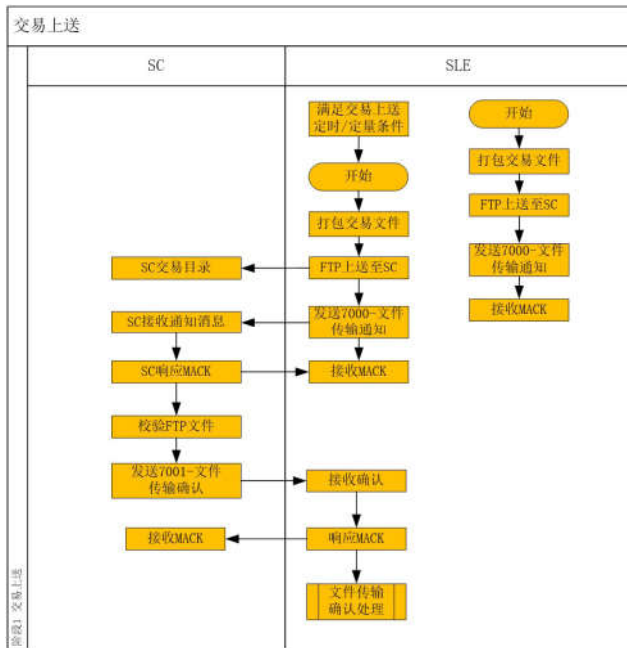 交易上送
SC
SLE
满足交易上送
定时/定量条件
开始
打包交易文件
FTP上送至SC
SC交易目录
发送7000-文件
传输通知
SC接收通知消息
SC响应MACK
接收MACK
校验FTP文件
发送7001-文件
传输确认
接收确认
响应MACK
接收MACK
文件传输
确认处理
开始
打包交易文件
FTP上送至SC
发送7000-文件
传输通知
接收MACK
阶段1 交易上送